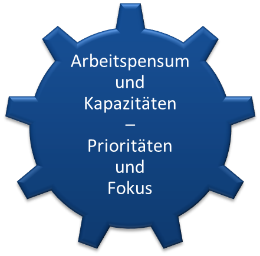 Arbeitspensum
und
Kapazitäten
–
Prioritäten
und
Fokus